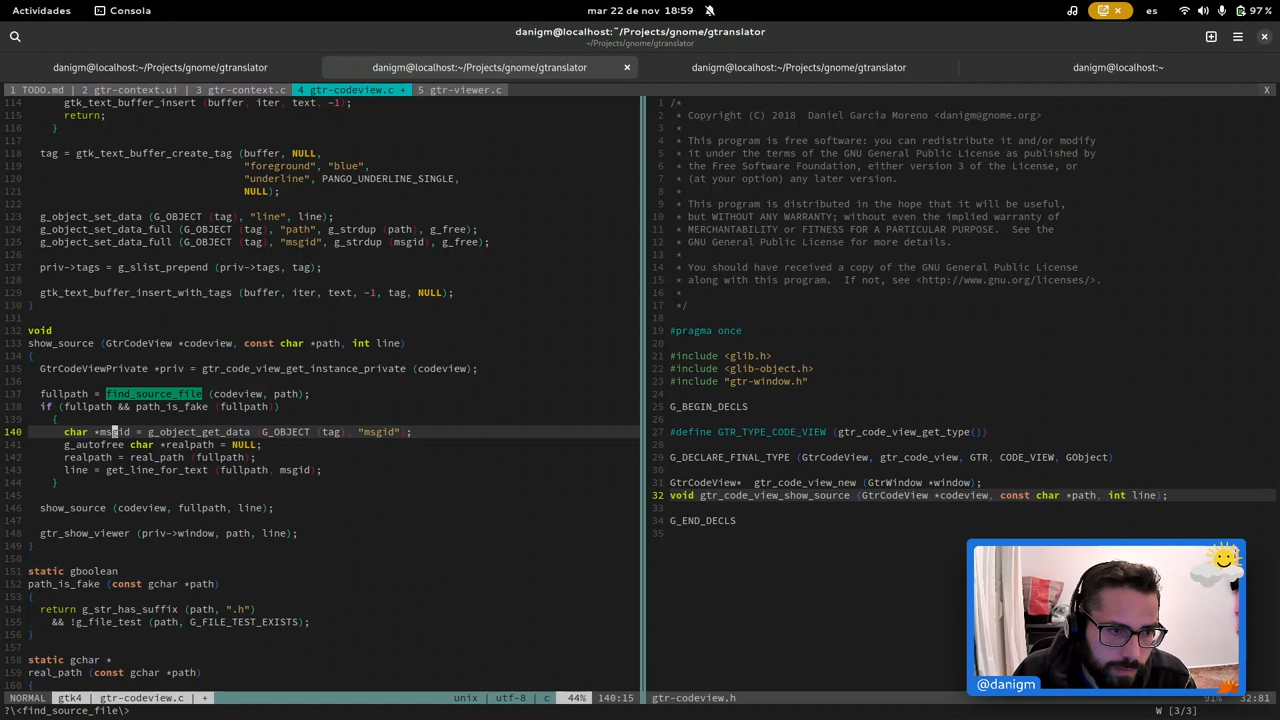 Actividades
Consola
mar 22 de nov 18:59
es
97 %
danigm@localhost:~/Projects/gnome/gtranslator
~/Projects/gnome/gtranslator
danigm@localhost:~/Projects/gnome/gtranslator
danigm@localhost:~/Projects/gnome/gtranslator
danigm@localhost:~/Projects/gnome/gtranslator
danigm@localhost:~
1 TODO.md | 2 gtr-context.ui | 3 gtr-context.c 4 gtr-codeview.c + 5 gtr-viewer.c X
114 gtk_text_buffer_insert (buffer, iter, text, -1);
115 return;
116 }
117
118 tag = gtk_text_buffer_create_tag (buffer, NULL,
119 "foreground", "blue",
120 "underline", PANGO_UNDERLINE_SINGLE,
121 NULL);
122
123 g_object_set_data (G_OBJECT (tag), "line", line);
124 g_object_set_data_full (G_OBJECT (tag), "path", g_strdup (path), g_free);
125 g_object_set_data_full (G_OBJECT (tag), "msgid", g_strdup (msgid), g_free);
126
127 priv->tags = g_slist_prepend (priv->tags, tag);
128
129 gtk_text_buffer_insert_with_tags (buffer, iter, text, -1, tag, NULL);
130 }
131
132 void
133 show_source (GtrCodeView *codeview, const char *path, int line)
134 {
135 GtrCodeViewPrivate *priv = gtr_code_view_get_instance_private (codeview);
136
137 fullpath = find_source_file (codeview, path);
138 if (fullpath && path_is_fake (fullpath))
139 {
140 char *msgid = g_object_get_data (G_OBJECT (tag), "msgid");
141 g_autofree char *realpath = NULL;
142 realpath = real_path (fullpath);
143 line = get_line_for_text (fullpath, msgid);
144 }
145
146 show_source (codeview, fullpath, line);
147
148 gtr_show_viewer (priv->window, path, line);
149 }
150
151 static gboolean
152 path_is_fake (const gchar *path)
153 {
154 return g_str_has_suffix (path, ".h")
155 && !g_file_test (path, G_FILE_TEST_EXISTS);
156 }
157
158 static gchar *
159 real_path (const gchar *path)
160 {
NORMAL gtk4 | gtr-codeview.c | + unix | utf-8 | c 44% 140:15
?\<find_source_file\>
1 /*
2 * Copyright (C) 2018 Daniel Garcia Moreno <danigm@gnome.org>
3 *
4 * This program is free software: you can redistribute it and/or modify
5 * it under the terms of the GNU General Public License as published by
6 * the Free Software Foundation, either version 3 of the License, or
7 * (at your option) any later version.
8 *
9 * This program is distributed in the hope that it will be useful,
10 * but WITHOUT ANY WARRANTY; without even the implied warranty of
11 * MERCHANTABILITY or FITNESS FOR A PARTICULAR PURPOSE. See the
12 * GNU General Public License for more details.
13 *
14 * You should have received a copy of the GNU General Public License
15 * along with this program. If not, see <http://www.gnu.org/licenses/>.
16 *
17 */
18
19 #pragma once
20
21 #include <glib.h>
22 #include <glib-object.h>
23 #include "gtr-window.h"
24
25 G_BEGIN_DECLS
26
27 #define GTR_TYPE_CODE_VIEW (gtr_code_view_get_type())
28
29 G_DECLARE_FINAL_TYPE (GtrCodeView, gtr_code_view, GTR, CODE_VIEW, GObject)
30
31 GtrCodeView* gtr_code_view_new (GtrWindow *window);
32 void gtr_code_view_show_source (GtrCodeView *codeview, const char *path, int line);
33
34 G_END_DECLS
35
gtr-codeview.h 91% 32:81
W [3/3]
@danigm